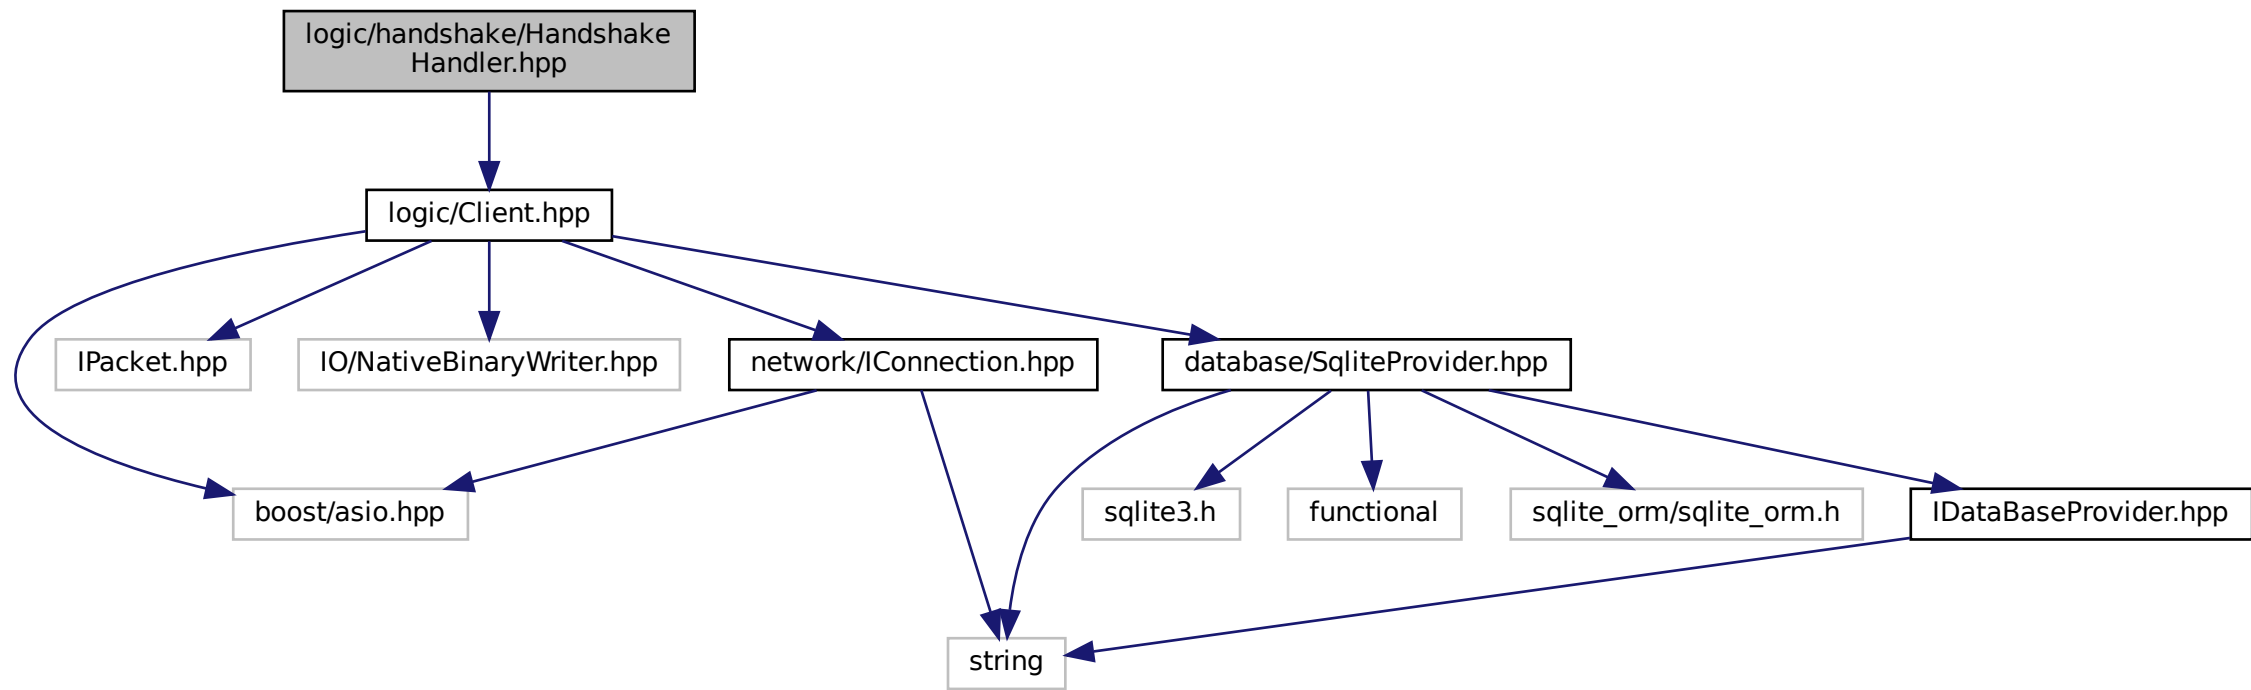 logic/handshake/Handshake
Handler.hpp
logic/Client.hpp
IPacket.hpp
IO/NativeBinaryWriter.hpp
network/IConnection.hpp
database/SqliteProvider.hpp
boost/asio.hpp
sqlite3.h
functional
sqlite_orm/sqlite_orm.h
IDataBaseProvider.hpp
string